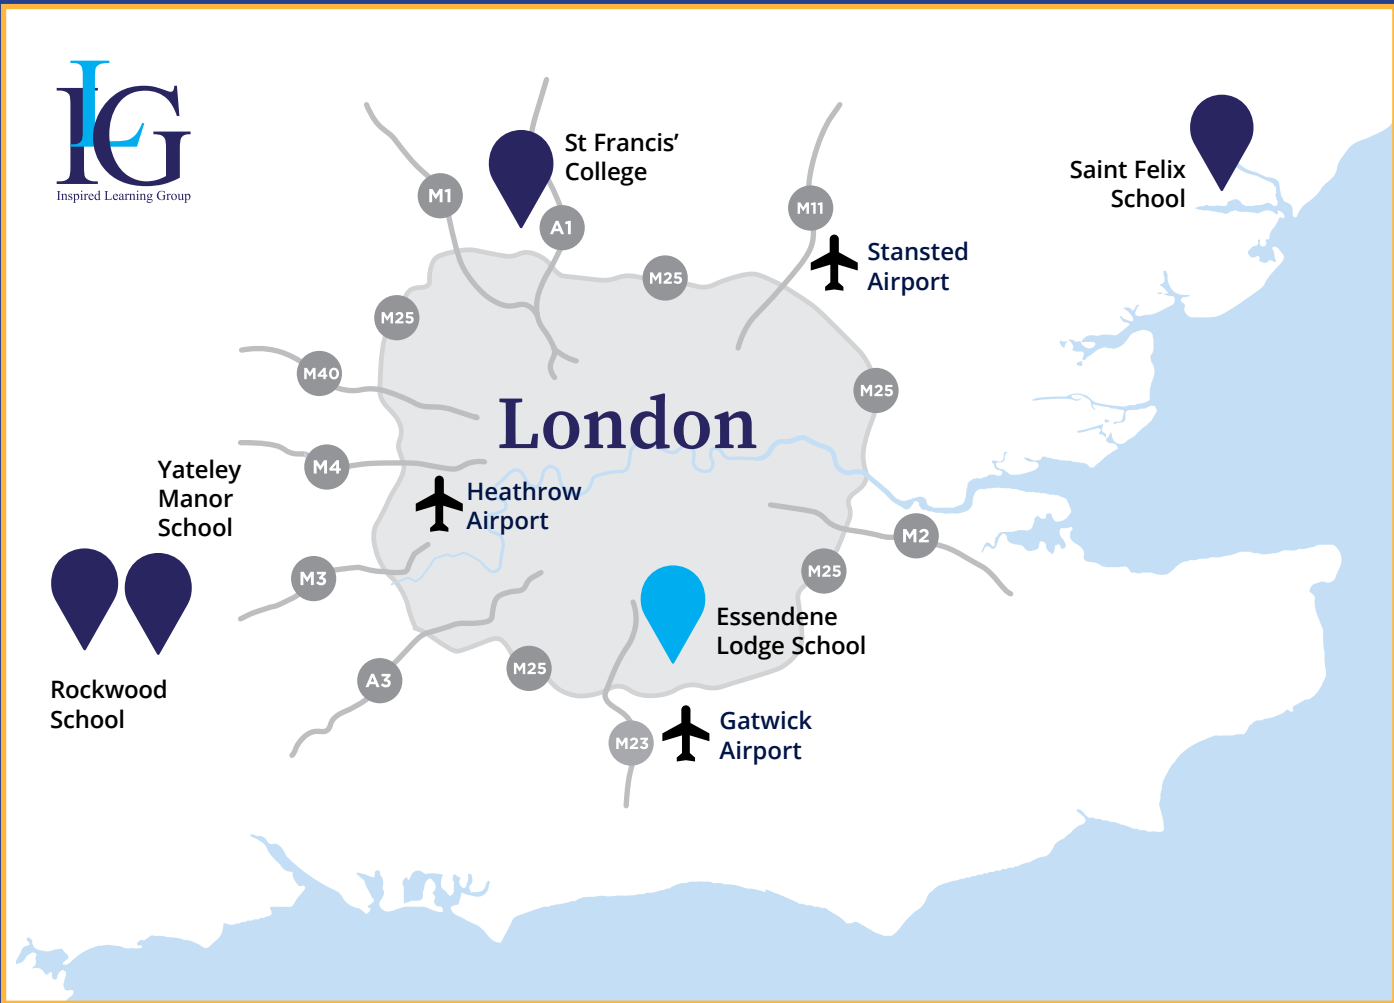 ILG
Inspired Learning Group
St Francis’
College
Saint Felix
School
M1
A1
M11
Stansted
Airport
M25
M25
M40
M25
London
M4
Yateley
Manor
School
Heathrow
Airport
M2
M3
M25
Essendene
Lodge School
M25
A3
Rockwood
School
M23
Gatwick
Airport